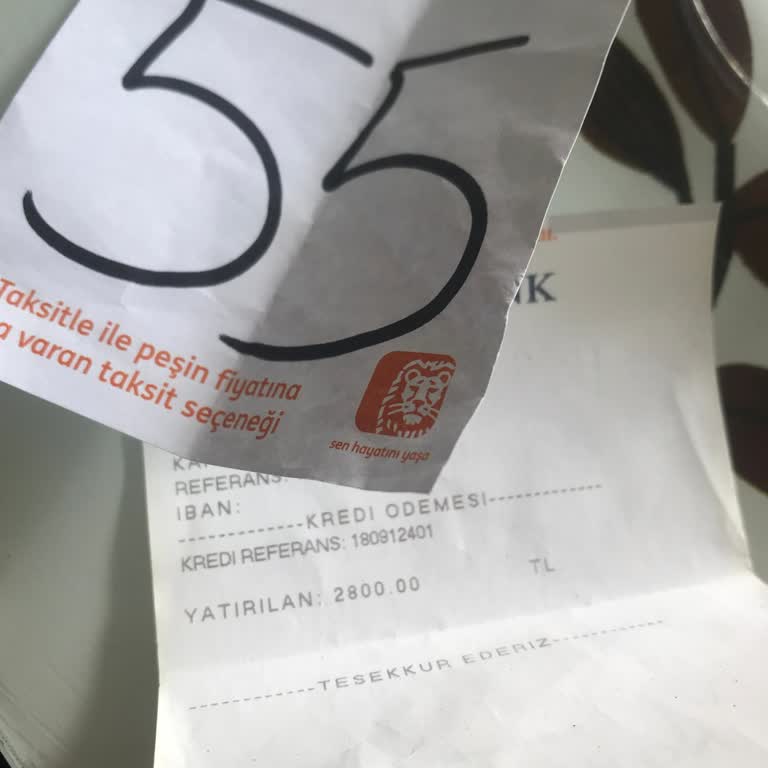 55
Taksitle ile peşin fiyatına
a varan taksit seçeneği
sen hayatını yaşa
REFERANS:
IBAN:
------------KREDI ODEMESI------------
KREDI REFERANS: 180912401
YATIRILAN: 2800.00 TL
------------TESEKKUR EDERIZ------------